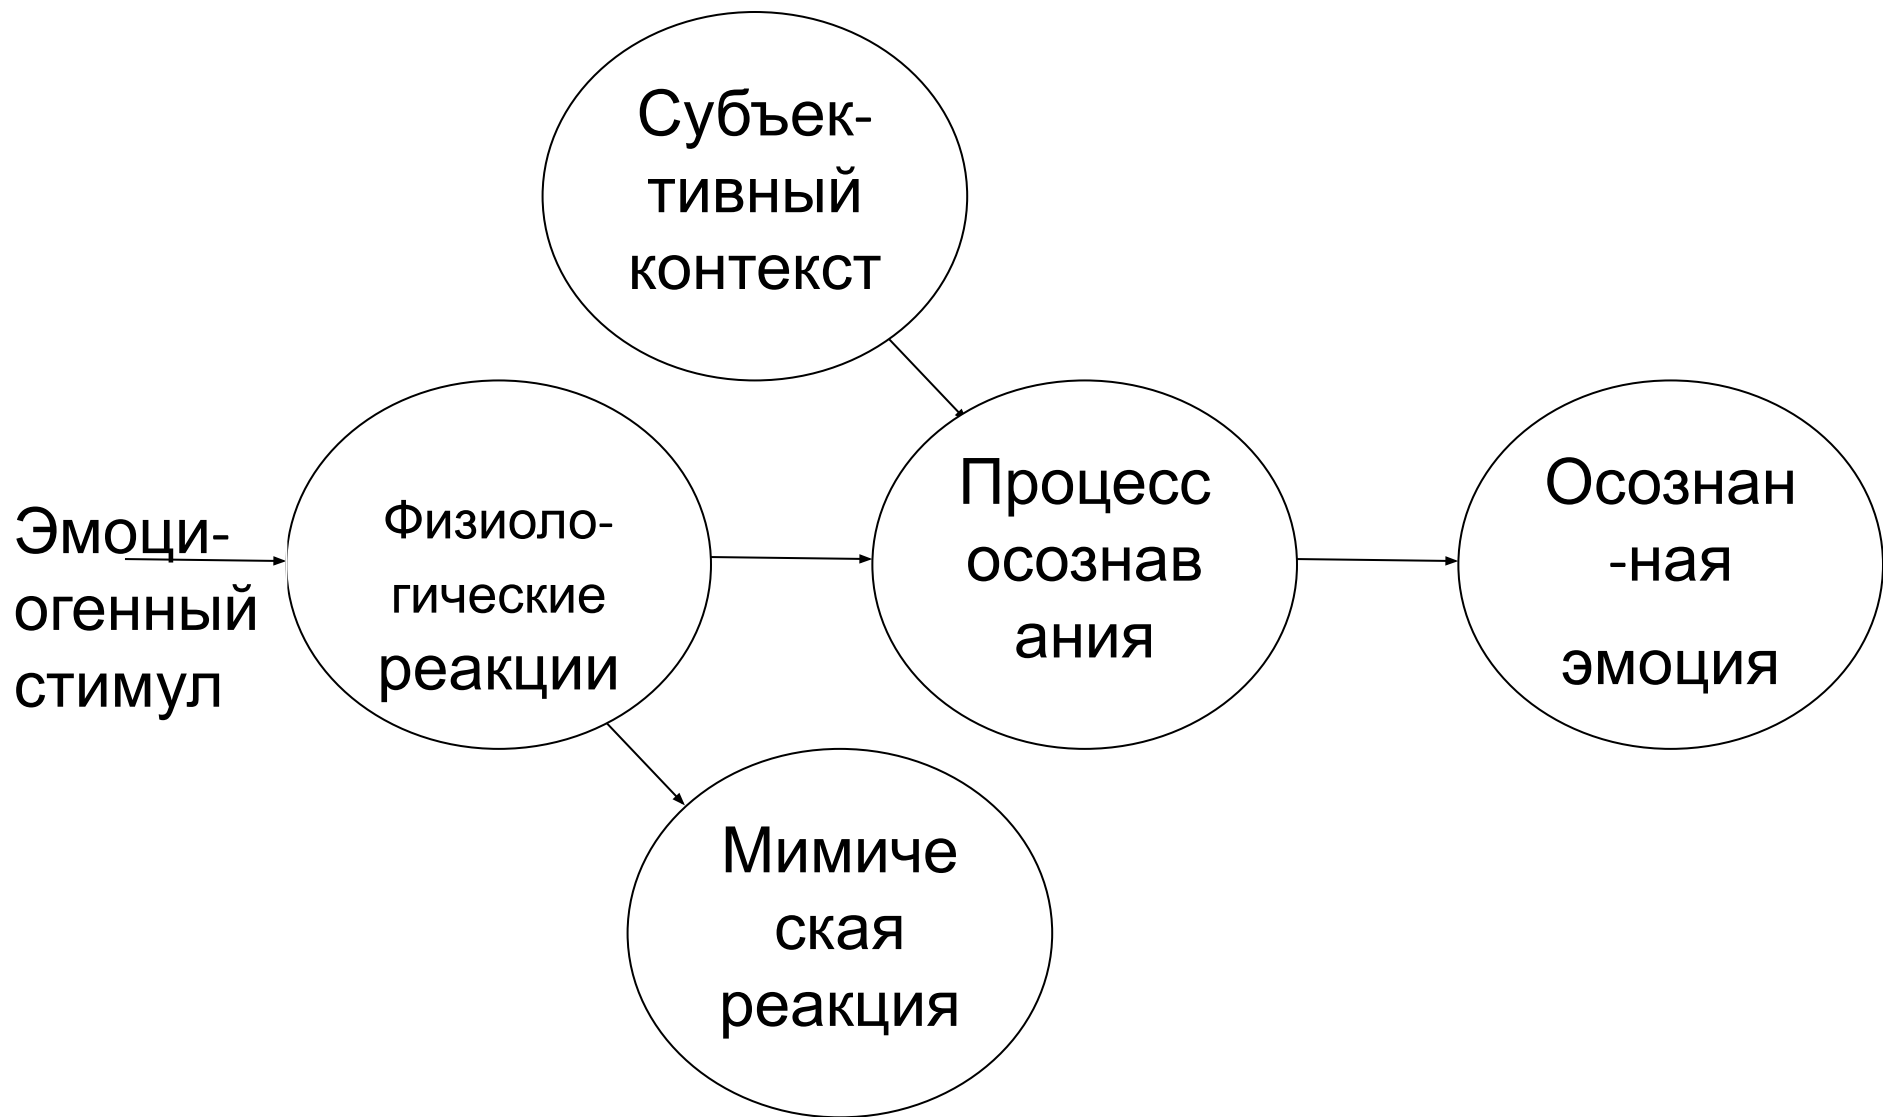 Субъек-
тивный
контекст
Эмоци-
огенный
стимул
Физиоло-
гические
реакции
Процесс
осознав
ания
Осознан
-ная
эмоция
Мимиче
ская
реакция